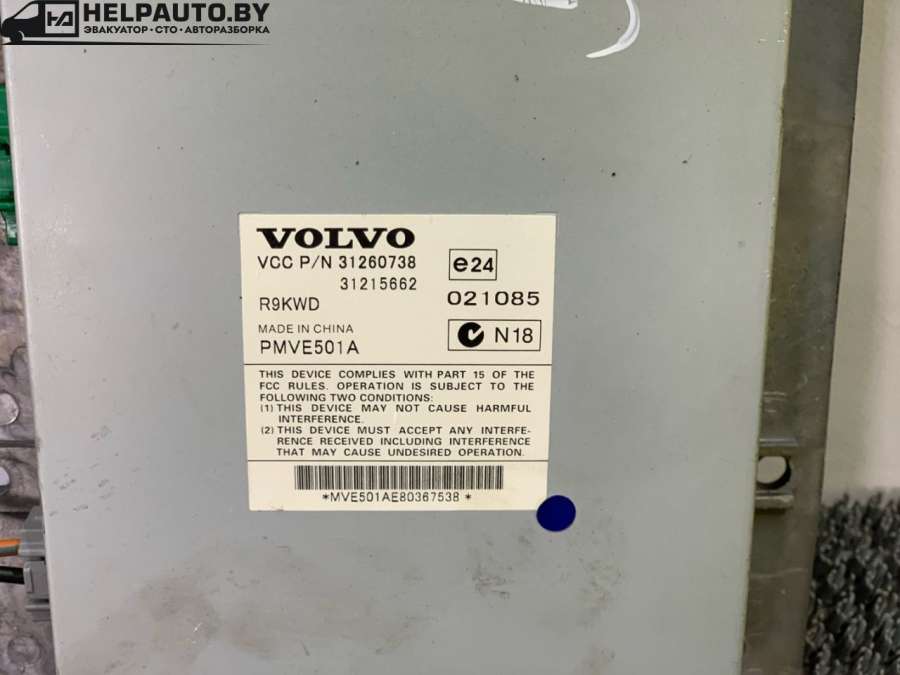 HELPAUTO.BY
ЭВАКУАТОР • СТО • АВТОРАЗБОРКА
VOLVO
VCC P/N 31260738
31215662
e24
R9KWD
021085
MADE IN CHINA
PMVE501A
N18
THIS DEVICE COMPLIES WITH PART 15 OF THE
FCC RULES. OPERATION IS SUBJECT TO THE
FOLLOWING TWO CONDITIONS:
(1) THIS DEVICE MAY NOT CAUSE HARMFUL
INTERFERENCE.
(2) THIS DEVICE MUST ACCEPT ANY INTERFE-
RENCE RECEIVED INCLUDING INTERFERENCE
THAT MAY CAUSE UNDESIRED OPERATION.
*MVE501AE80367538*